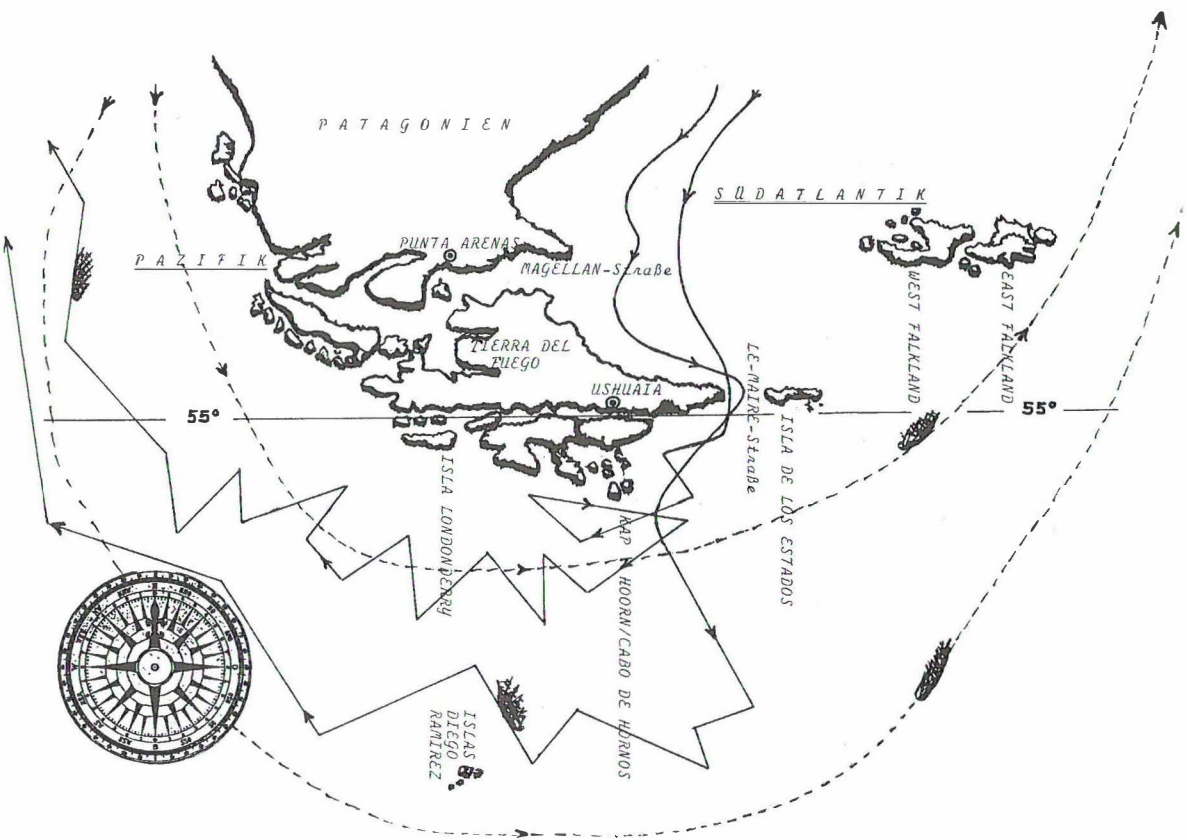 PATAGONIEN
SÜDATLANTIK
PUNTA ARENAS
PAZIFIK
MAGELLAN-Straße
WEST FALKLAND
EAST FALKLAND
TIERRA DEL
FUEGO
USHUAIA
LE-MAIRE-Straße
55°
55°
ISLA DE LOS ESTADOS
ISLA LONDONDERRY
KAP HOORN/CABO DE HORNOS
ISLAS
DIEGO
RAMIREZ